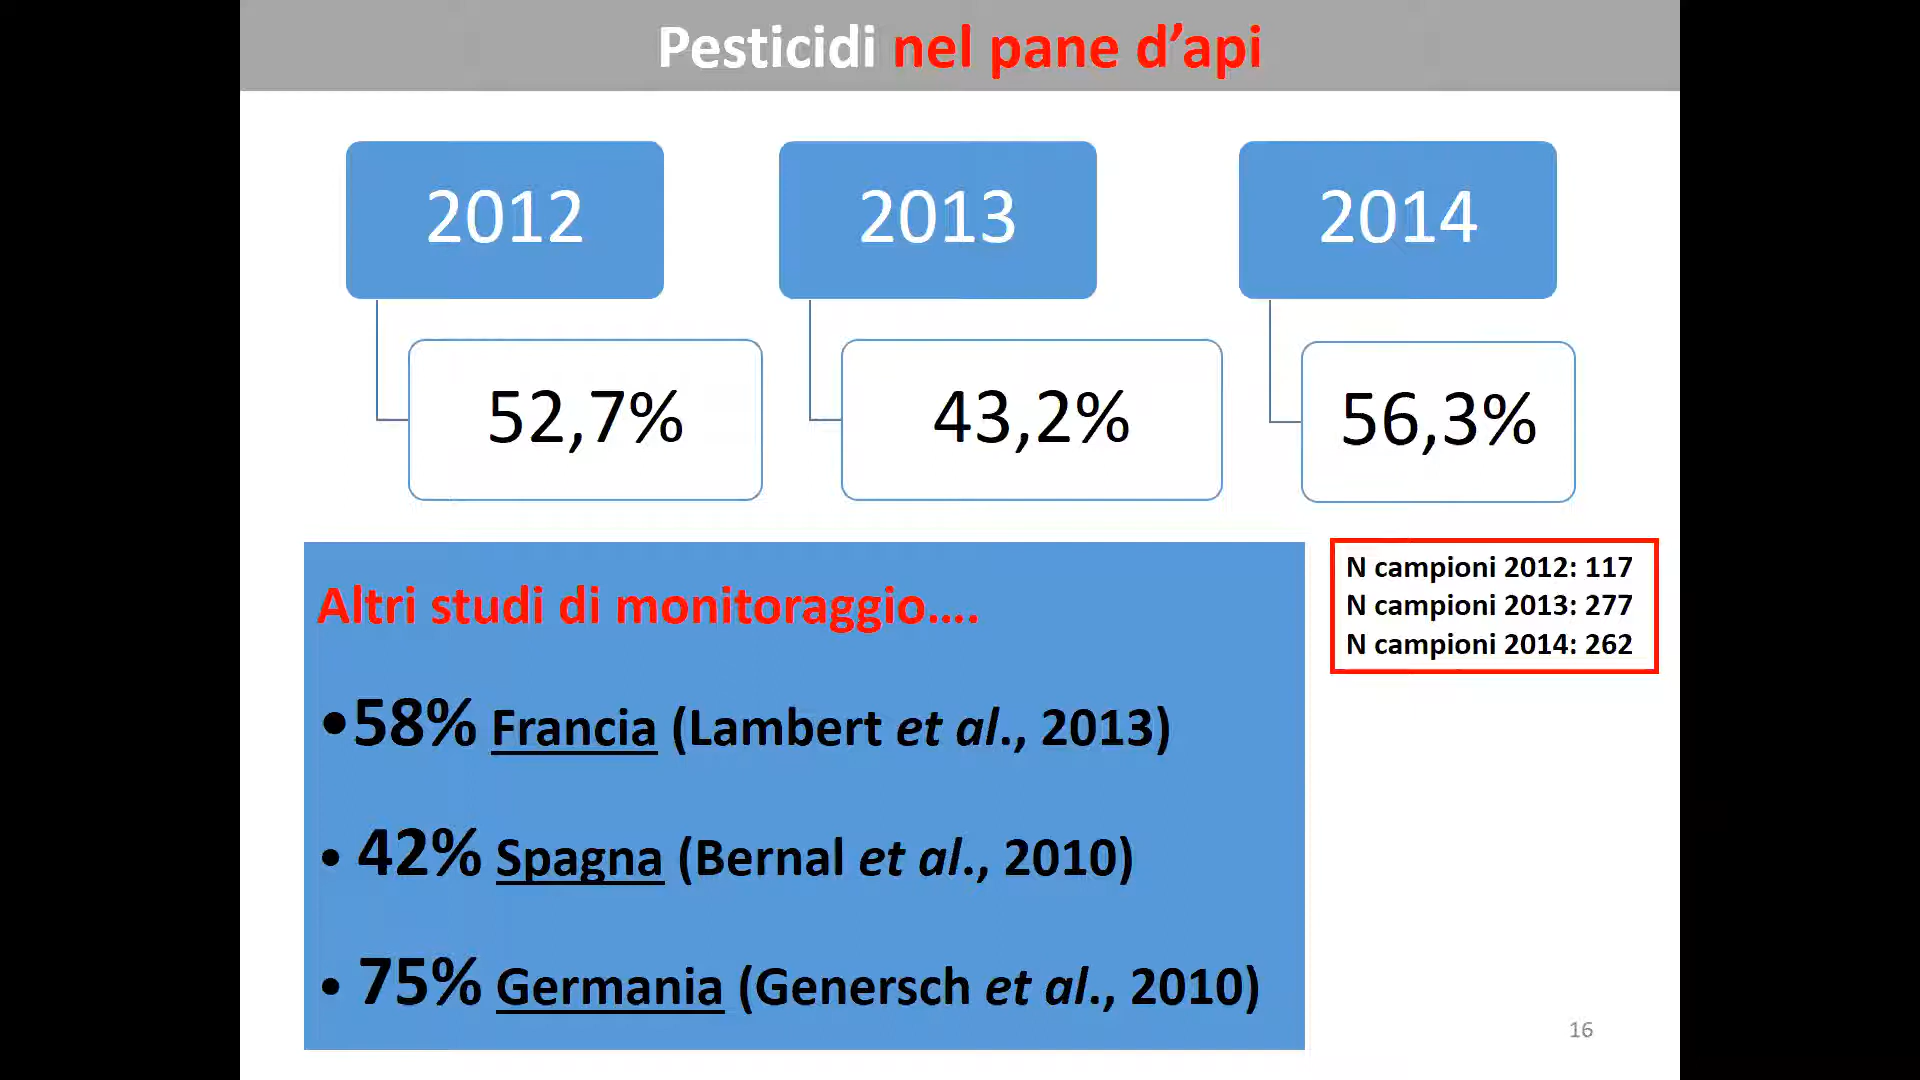 Pesticidi nel pane d’api
2012
2013
2014
52,7%
43,2%
56,3%
N campioni 2012: 117
N campioni 2013: 277
N campioni 2014: 262
Altri studi di monitoraggio....
•58% Francia (Lambert et al., 2013)
• 42% Spagna (Bernal et al., 2010)
• 75% Germania (Genersch et al., 2010)
16